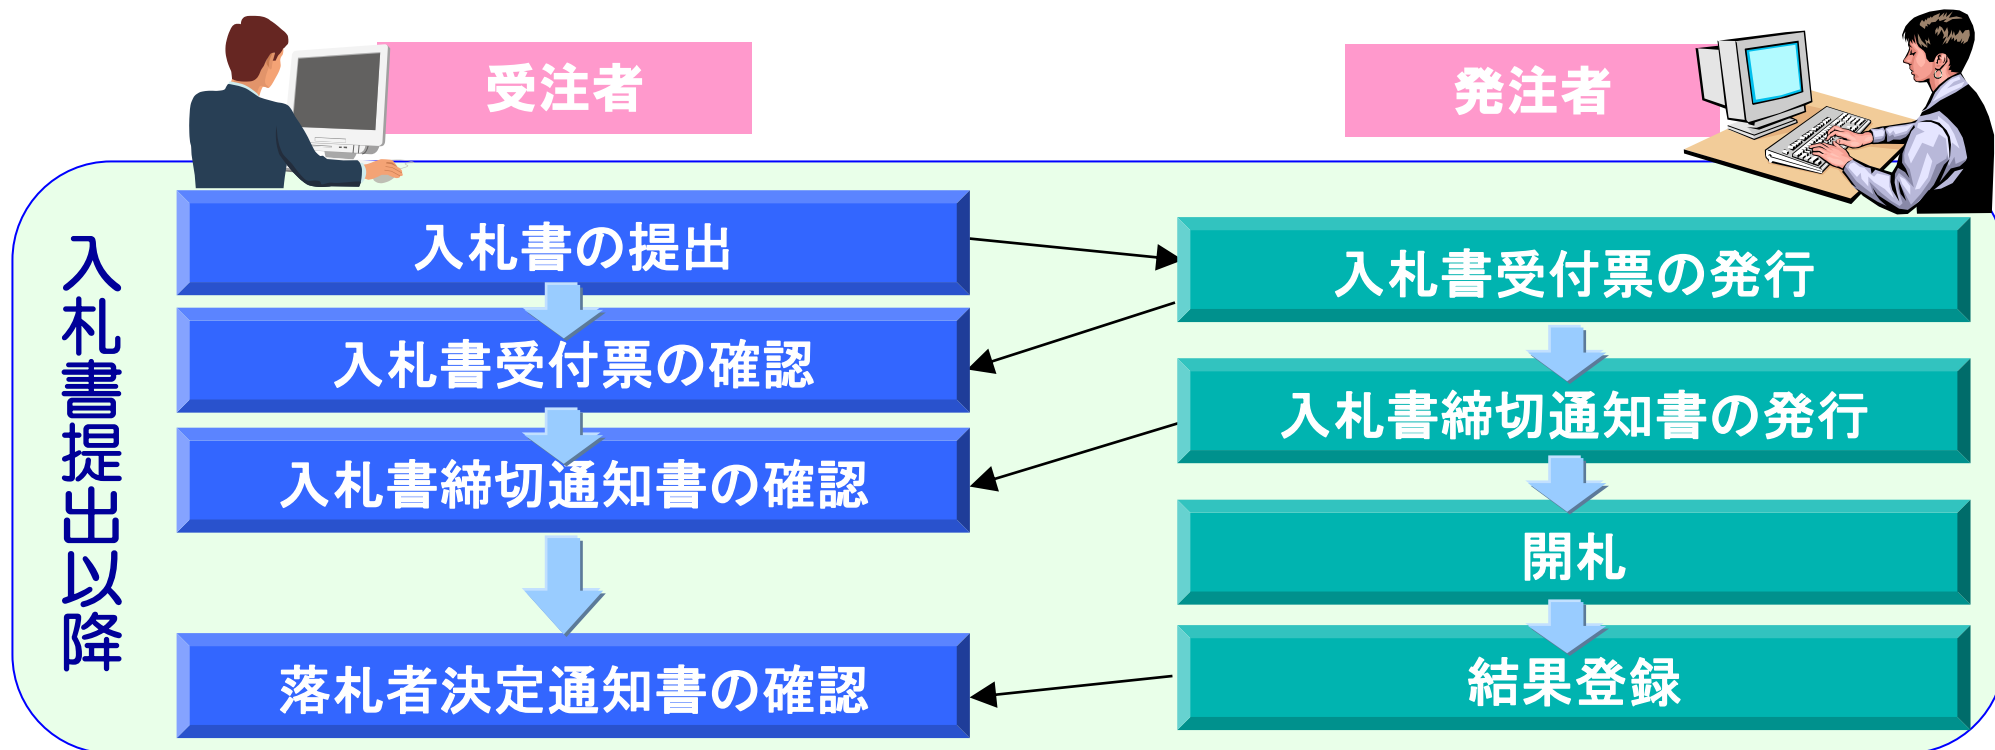 受注者
発注者
入札書提出以降
入札書の提出
入札書受付票の確認
入札書締切通知書の確認
落札者決定通知書の確認
入札書受付票の発行
入札書締切通知書の発行
開札
結果登録